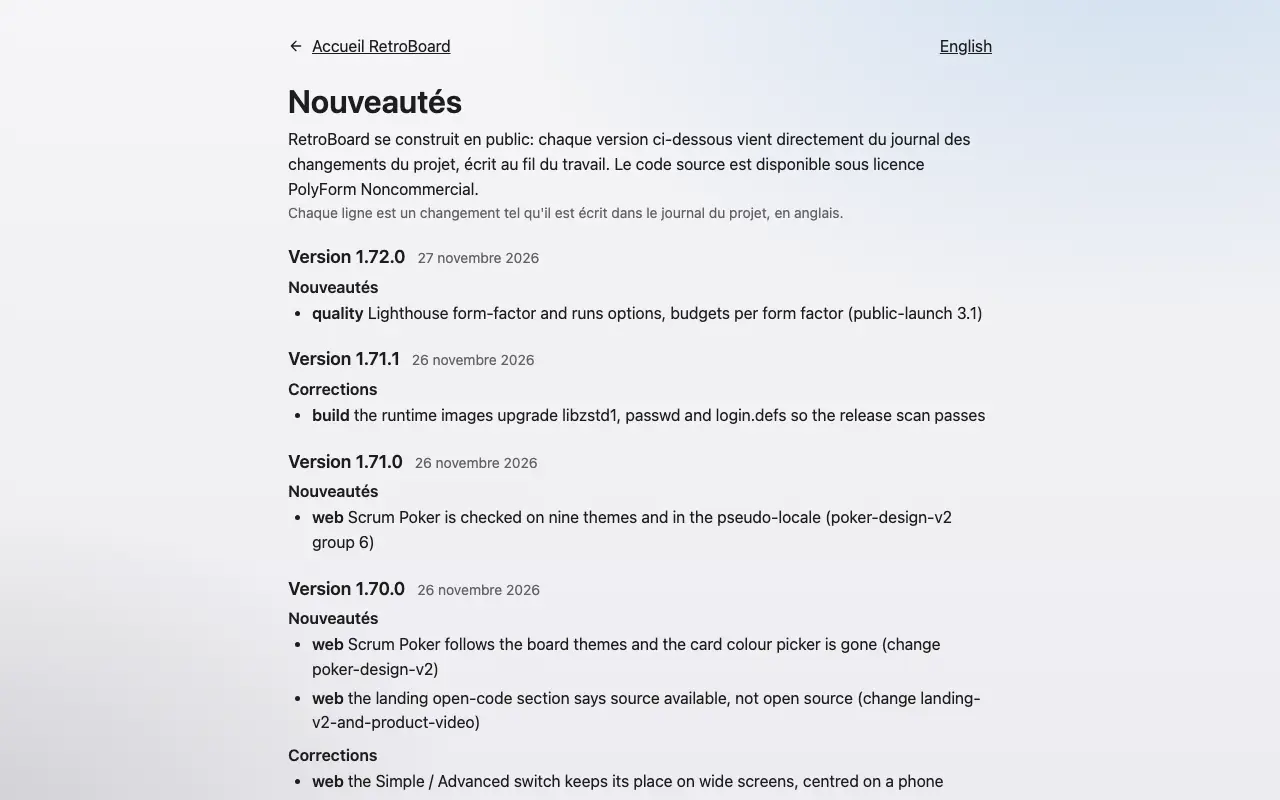 Accueil RetroBoard
English
Nouveautés
RetroBoard se construit en public: chaque version ci-dessous vient directement du journal des
changements du projet, écrit au fil du travail. Le code source est disponible sous licence
PolyForm Noncommercial.
Chaque ligne est un changement tel qu'il est écrit dans le journal du projet, en anglais.
Version 1.72.0 27 novembre 2026
Nouveautés
• quality Lighthouse form-factor and runs options, budgets per form factor (public-launch 3.1)
Version 1.71.1 26 novembre 2026
Corrections
• build the runtime images upgrade libzstd1, passwd and login.defs so the release scan passes
Version 1.71.0 26 novembre 2026
Nouveautés
• web Scrum Poker is checked on nine themes and in the pseudo-locale (poker-design-v2
group 6)
Version 1.70.0 26 novembre 2026
Nouveautés
• web Scrum Poker follows the board themes and the card colour picker is gone (change
poker-design-v2)
• web the landing open-code section says source available, not open source (change landing-
v2-and-product-video)
Corrections
• web the Simple / Advanced switch keeps its place on wide screens, centred on a phone